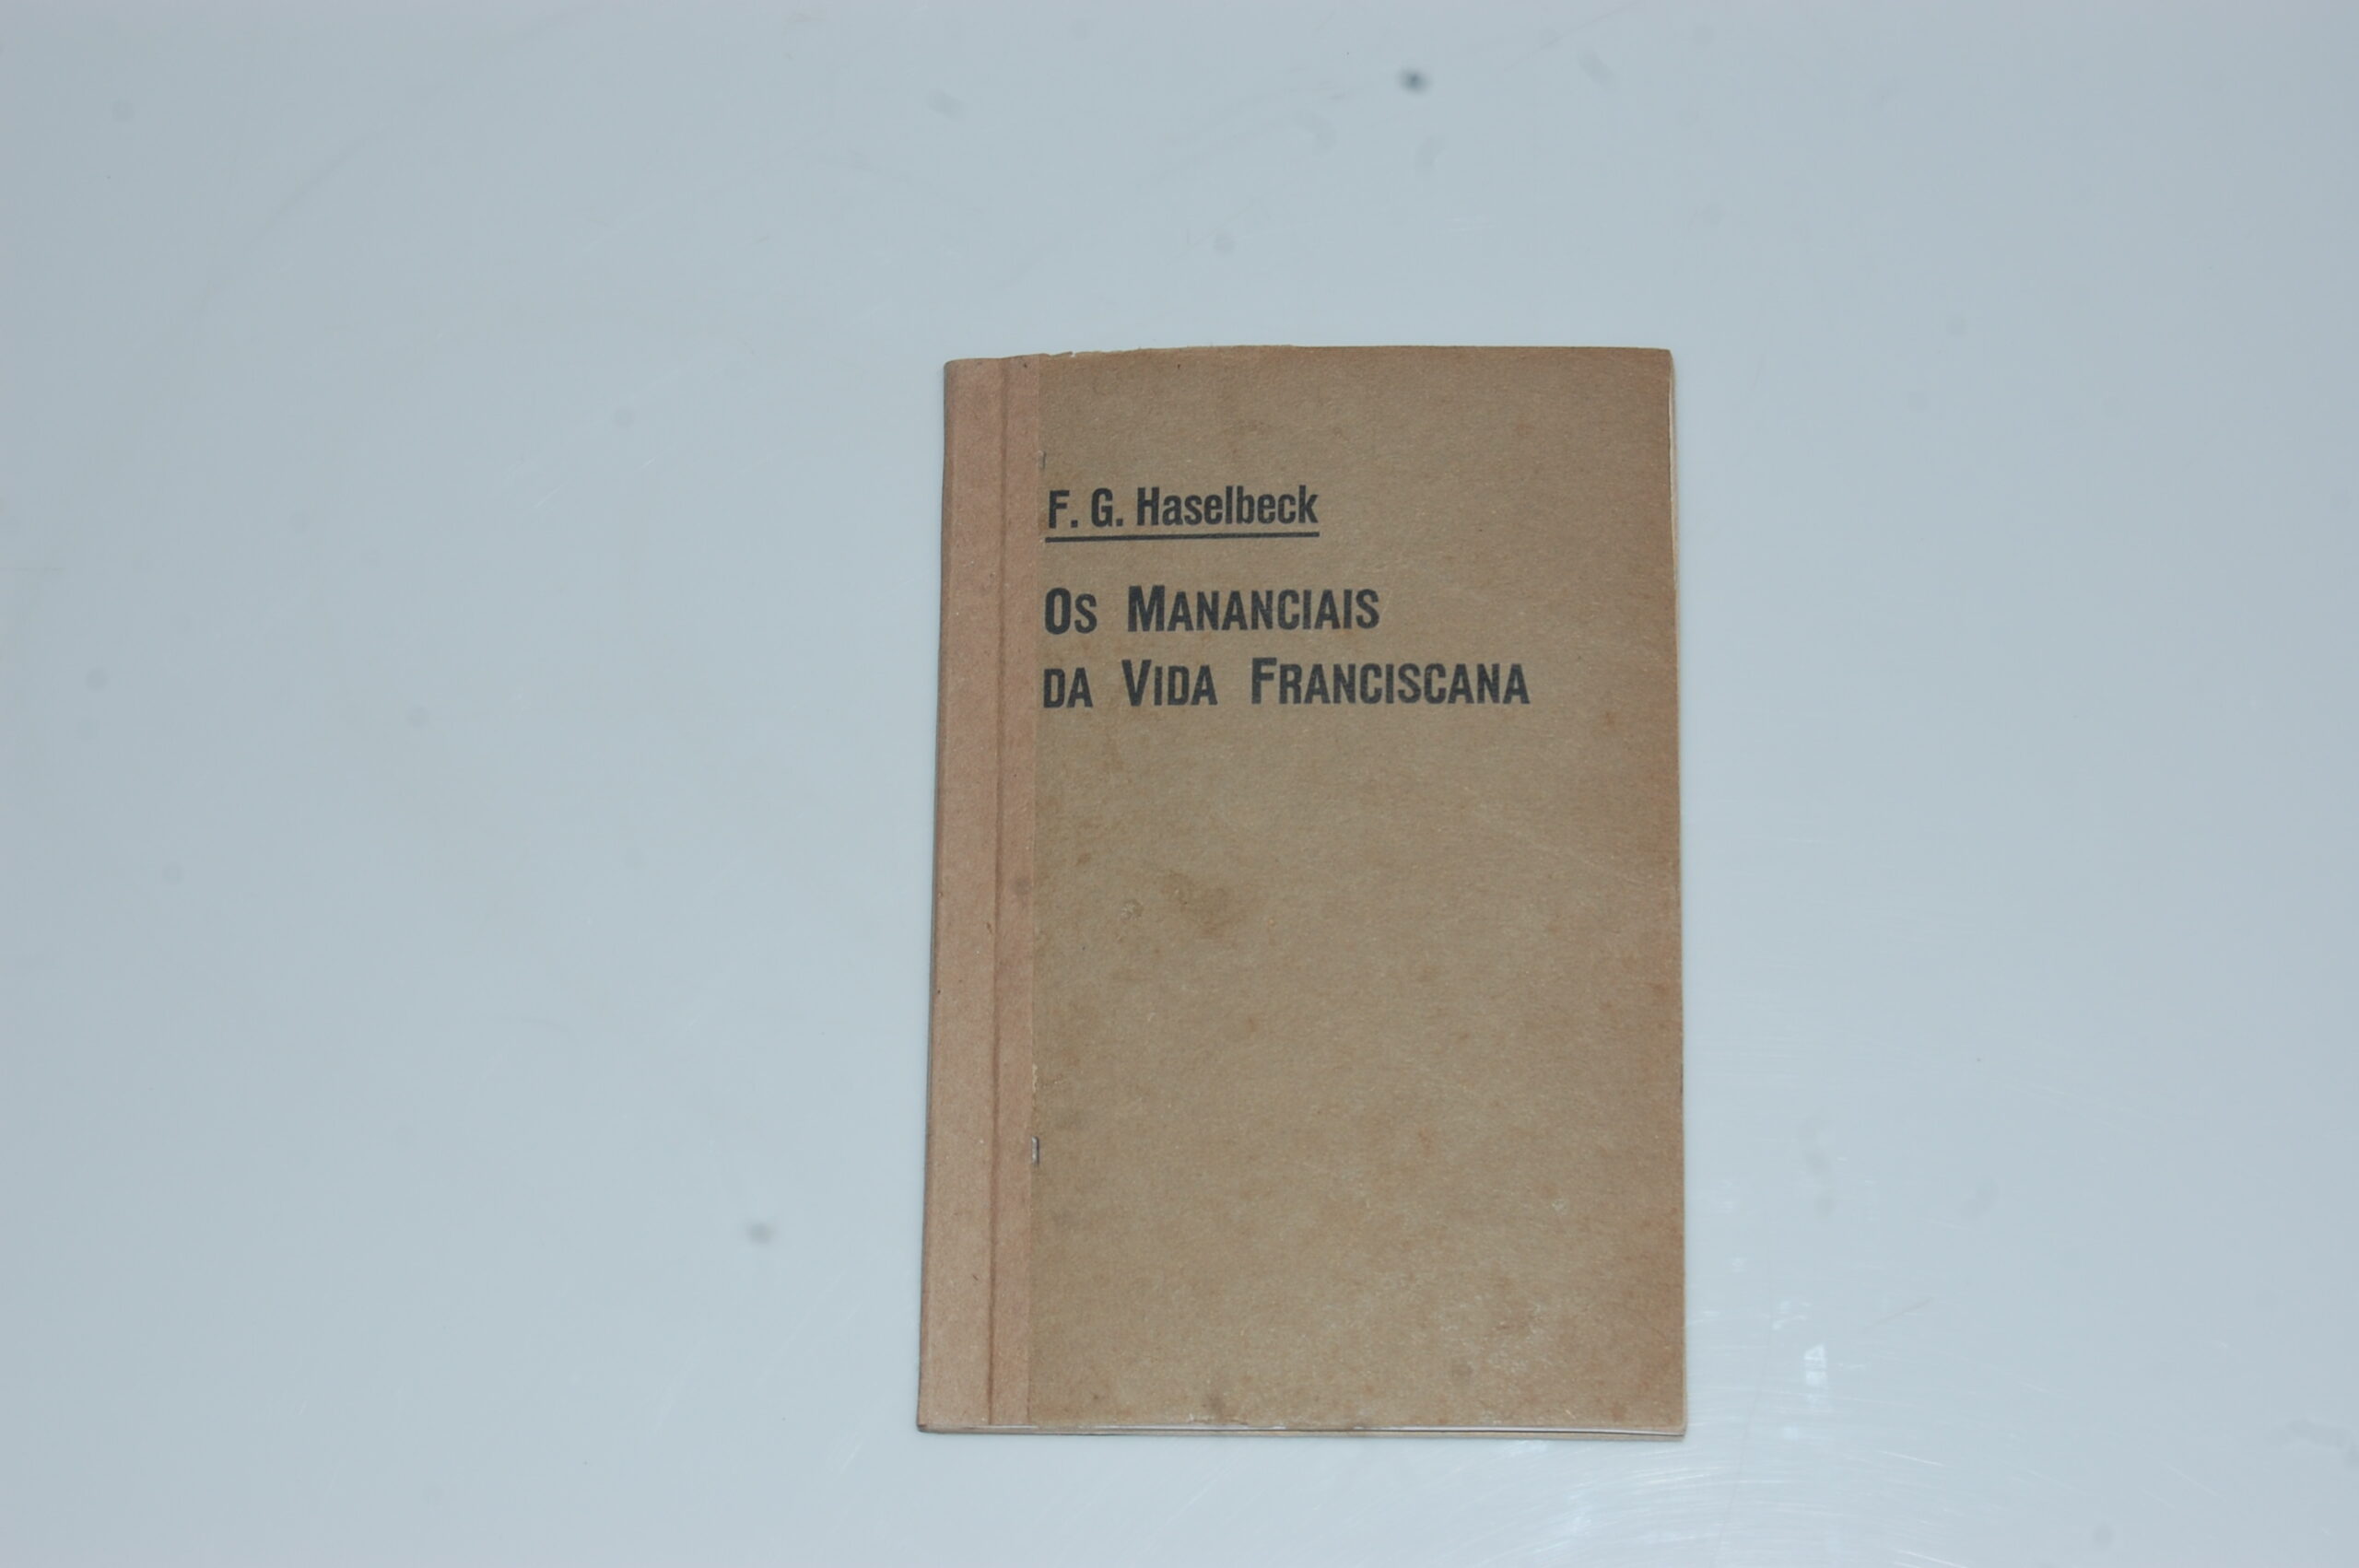 F. G. Haselbeck
Os Mananciais
da Vida Franciscana